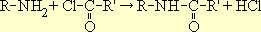 R-NH₂ + Cl-C-R' → R-NH-C-R' + HCl
O O